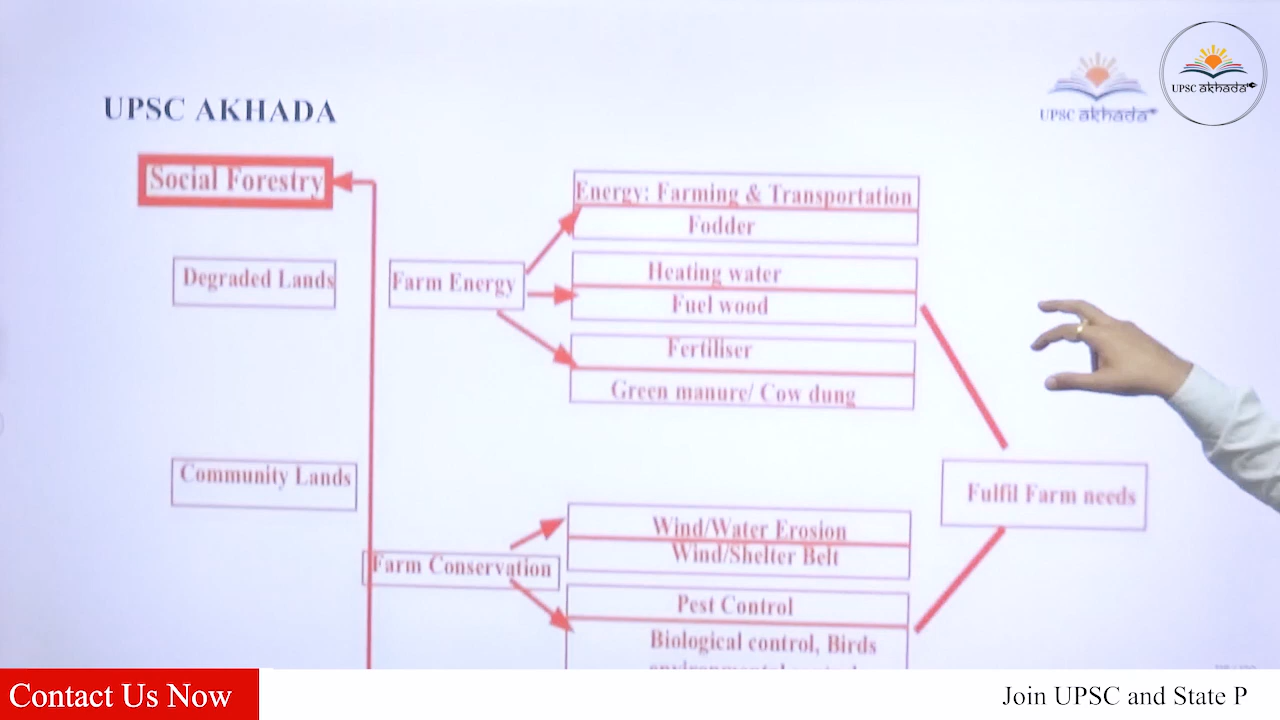 UPSC AKHADA
UPSC akhada
UPSC akhada
Social Forestry
Energy: Farming & Transportation
Fodder
Degraded Lands
Farm Energy
Heating water
Fuel wood
Fertiliser
Green manure/ Cow dung
Community Lands
Fulfil Farm needs
Wind/Water Erosion
Wind/Shelter Belt
Farm Conservation
Pest Control
Biological control, Birds
Contact Us Now
Join UPSC and State P